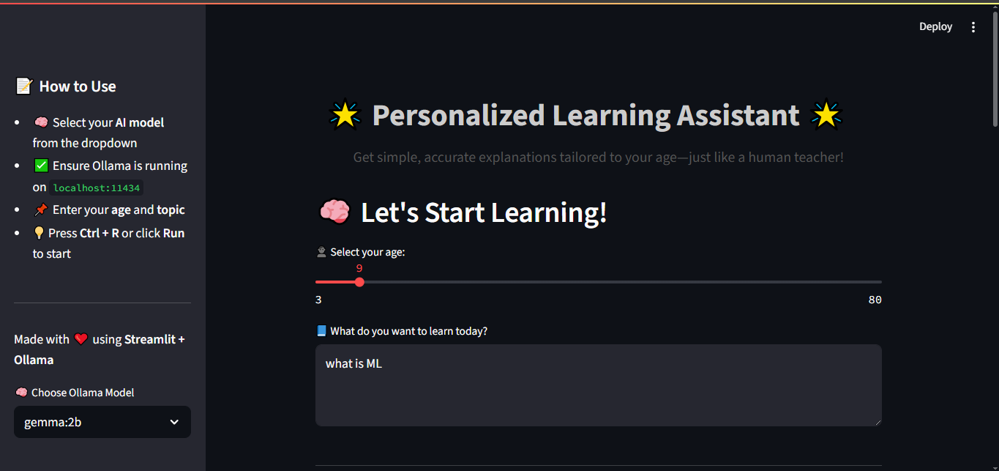 Deploy
📝 How to Use
• 🧠 Select your AI model
from the dropdown
• ✅ Ensure Ollama is running
on localhost:11434
• 📌 Enter your age and topic
• 💡 Press Ctrl + R or click Run
to start
Made with ❤️ using Streamlit +
Ollama
🧠 Choose Ollama Model
gemma:2b
🌟 Personalized Learning Assistant 🌟
Get simple, accurate explanations tailored to your age—just like a human teacher!
🧠 Let's Start Learning!
Select your age:
9
3 80
📘 What do you want to learn today?
what is ML